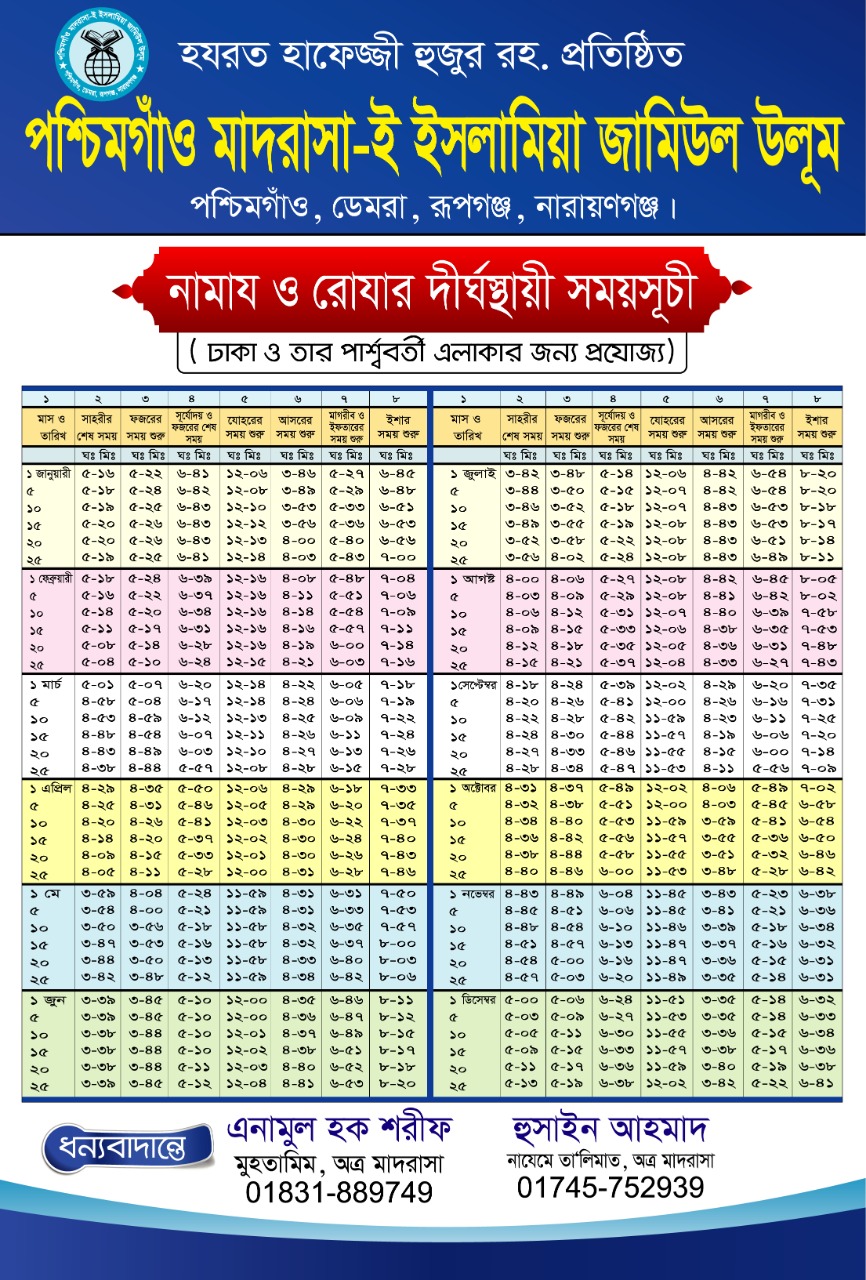 পশ্চিমগাঁও মাদরাসা-ই ইসলামিয়া জামিউল উলূম
পশ্চিমগাঁও, ডেমরা, রূপগঞ্জ, নারায়ণগঞ্জ
হযরত হাফেজ্জী হুজুর রহ. প্রতিষ্ঠিত
পশ্চিমগাঁও মাদরাসা-ই ইসলামিয়া জামিউল উলূম
পশ্চিমগাঁও, ডেমরা, রূপগঞ্জ, নারায়ণগঞ্জ।
নামায ও রোযার দীর্ঘস্থায়ী সময়সূচী
( ঢাকা ও তার পার্শ্ববর্তী এলাকার জন্য প্রযোজ্য)
১ ২ ৩ ৪ ৫ ৬ ৭ ৮ ১ ২ ৩ ৪ ৫ ৬ ৭ ৮
মাস ও তারিখ সাহরীর শেষ সময় ফজরের সময় শুরু সূর্যোদয় ও ফজরের শেষ সময় যোহরের সময় শুরু আসরের সময় শুরু মাগরীব ও ইফতারের সময় শুরু ইশার সময় শুরু মাস ও তারিখ সাহরীর শেষ সময় ফজরের সময় শুরু সূর্যোদয় ও ফজরের শেষ সময় যোহরের সময় শুরু আসরের সময় শুরু মাগরীব ও ইফতারের সময় শুরু ইশার সময় শুরু
ঘঃ মিঃ ঘঃ মিঃ ঘঃ মিঃ ঘঃ মিঃ ঘঃ মিঃ ঘঃ মিঃ ঘঃ মিঃ ঘঃ মিঃ ঘঃ মিঃ ঘঃ মিঃ ঘঃ মিঃ ঘঃ মিঃ ঘঃ মিঃ ঘঃ মিঃ
১ জানুয়ারী ৫-১৬ ৫-২২ ৬-৪১ ১২-০৬ ৩-৪৬ ৫-২৭ ৬-৪৫ ১ জুলাই ৩-৪২ ৩-৪৮ ৫-১৪ ১২-০৬ ৪-৪২ ৬-৫৪ ৮-২০
৫ ৫-১৮ ৫-২৪ ৬-৪২ ১২-০৮ ৩-৪৯ ৫-২৯ ৬-৪৮ ৫ ৩-৪৪ ৩-৫০ ৫-১৫ ১২-০৭ ৪-৪২ ৬-৫৪ ৮-২০
১০ ৫-১৯ ৫-২৫ ৬-৪৩ ১২-১০ ৩-৫৩ ৫-৩৩ ৬-৫১ ১০ ৩-৪৬ ৩-৫২ ৫-১৮ ১২-০৭ ৪-৪৩ ৬-৫৩ ৮-১৮
১৫ ৫-২০ ৫-২৬ ৬-৪৩ ১২-১২ ৩-৫৬ ৫-৩৬ ৬-৫৩ ১৫ ৩-৪৯ ৩-৫৫ ৫-১৯ ১২-০৮ ৪-৪৩ ৬-৫৩ ৮-১৭
২০ ৫-২০ ৫-২৬ ৬-৪৩ ১২-১৩ ৪-০০ ৫-৪০ ৬-৫৬ ২০ ৩-৫২ ৩-৫৮ ৫-২২ ১২-০৮ ৪-৪৩ ৬-৫১ ৮-১৪
২৫ ৫-১৯ ৫-২৫ ৬-৪১ ১২-১৪ ৪-০৩ ৫-৪৩ ৭-০০ ২৫ ৩-৫৬ ৪-০২ ৫-২৪ ১২-০৮ ৪-৪৩ ৬-৪৯ ৮-১১
১ ফেব্রুয়ারী ৫-১৮ ৫-২৪ ৬-৩৯ ১২-১৬ ৪-০৮ ৫-৪৮ ৭-০৪ ১ আগষ্ট ৪-০০ ৪-০৬ ৫-২৭ ১২-০৮ ৪-৪২ ৬-৪৫ ৮-০৫
৫ ৫-১৬ ৫-২২ ৬-৩৭ ১২-১৬ ৪-১১ ৫-৫১ ৭-০৬ ৫ ৪-০৩ ৪-০৯ ৫-২৯ ১২-০৮ ৪-৪১ ৬-৪২ ৮-০২
১০ ৫-১৪ ৫-২০ ৬-৩৪ ১২-১৬ ৪-১৪ ৫-৫৪ ৭-০৯ ১০ ৪-০৬ ৪-১২ ৫-৩১ ১২-০৭ ৪-৪০ ৬-৩৯ ৭-৫৮
১৫ ৫-১১ ৫-১৭ ৬-৩১ ১২-১৬ ৪-১৬ ৫-৫৭ ৭-১১ ১৫ ৪-০৯ ৪-১৫ ৫-৩৩ ১২-০৬ ৪-৩৮ ৬-৩৫ ৭-৫৩
২০ ৫-০৮ ৫-১৪ ৬-২৮ ১২-১৬ ৪-১৯ ৬-০০ ৭-১৪ ২০ ৪-১২ ৪-১৮ ৫-৩৫ ১২-০৫ ৪-৩৬ ৬-৩১ ৭-৪৮
২৫ ৫-০৪ ৫-১০ ৬-২৪ ১২-১৫ ৪-২১ ৬-০৩ ৭-১৬ ২৫ ৪-১৫ ৪-২১ ৫-৩৭ ১২-০৪ ৪-৩৩ ৬-২৭ ৭-৪৩
১ মার্চ ৫-০১ ৫-০৭ ৬-২০ ১২-১৪ ৪-২২ ৬-০৫ ৭-১৮ ১সেপ্টেম্বর ৪-১৮ ৪-২৪ ৫-৩৯ ১২-০২ ৪-২৯ ৬-২০ ৭-৩৫
৫ ৪-৫৮ ৫-০৪ ৬-১৭ ১২-১৪ ৪-২৪ ৬-০৬ ৭-১৯ ৫ ৪-২০ ৪-২৬ ৫-৪১ ১২-০০ ৪-২৬ ৬-১৬ ৭-৩১
১০ ৪-৫৩ ৪-৫৯ ৬-১২ ১২-১৩ ৪-২৫ ৬-০৯ ৭-২২ ১০ ৪-২২ ৪-২৮ ৫-৪২ ১১-৫৯ ৪-২৩ ৬-১১ ৭-২৫
১৫ ৪-৪৮ ৪-৫৪ ৬-০৭ ১২-১১ ৪-২৬ ৬-১১ ৭-২৪ ১৫ ৪-২৪ ৪-৩০ ৫-৪৪ ১১-৫৭ ৪-১৯ ৬-০৬ ৭-২০
২০ ৪-৪৩ ৪-৪৯ ৬-০৩ ১২-১০ ৪-২৭ ৬-১৩ ৭-২৬ ২০ ৪-২৭ ৪-৩৩ ৫-৪৬ ১১-৫৫ ৪-১৫ ৬-০০ ৭-১৪
২৫ ৪-৩৮ ৪-৪৪ ৫-৫৭ ১২-০৮ ৪-২৮ ৬-১৫ ৭-২৮ ২৫ ৪-২৮ ৪-৩৪ ৫-৪৭ ১১-৫৩ ৪-১১ ৫-৫৬ ৭-০৯
১ এপ্রিল ৪-২৯ ৪-৩৫ ৫-৫০ ১২-০৬ ৪-২৯ ৬-১৮ ৭-৩৩ ১ অক্টোবর ৪-৩১ ৪-৩৭ ৫-৪৯ ১২-০২ ৪-০৬ ৫-৪৯ ৭-০২
৫ ৪-২৫ ৪-৩১ ৫-৪৬ ১২-০৫ ৪-২৯ ৬-২০ ৭-৩৫ ৫ ৪-৩২ ৪-৩৮ ৫-৫১ ১২-০০ ৪-০৩ ৫-৪৫ ৬-৫৮
১০ ৪-২০ ৪-২৬ ৫-৪১ ১২-০৩ ৪-৩০ ৬-২২ ৭-৩৭ ১০ ৪-৩৪ ৪-৪০ ৫-৫৩ ১১-৫৯ ৩-৫৯ ৫-৪১ ৬-৫৪
১৫ ৪-১৪ ৪-২০ ৫-৩৭ ১২-০২ ৪-৩০ ৬-২৪ ৭-৪০ ১৫ ৪-৩৬ ৪-৪২ ৫-৫৬ ১১-৫৭ ৩-৫৫ ৫-৩৬ ৬-৫০
২০ ৪-০৯ ৪-১৫ ৫-৩৩ ১২-০১ ৪-৩০ ৬-২৬ ৭-৪৩ ২০ ৪-৩৮ ৪-৪৪ ৫-৫৮ ১১-৫৫ ৩-৫১ ৫-৩২ ৬-৪৬
২৫ ৪-০৫ ৪-১১ ৫-২৮ ১২-০০ ৪-৩১ ৬-২৮ ৭-৪৬ ২৫ ৪-৪০ ৪-৪৬ ৬-০০ ১১-৫৩ ৩-৪৮ ৫-২৮ ৬-৪২
১ মে ৩-৫৯ ৪-০৪ ৫-২৪ ১১-৫৯ ৪-৩১ ৬-৩১ ৭-৫০ ১ নভেম্বর ৪-৪৩ ৪-৪৯ ৬-০৪ ১১-৪৫ ৩-৪৩ ৫-২৩ ৬-৩৮
৫ ৩-৫৪ ৪-০০ ৫-২১ ১১-৫৯ ৪-৩১ ৬-৩৩ ৭-৫৩ ৫ ৪-৪৫ ৪-৫১ ৬-০৬ ১১-৪৫ ৩-৪১ ৫-২১ ৬-৩৬
১০ ৩-৫০ ৩-৫৬ ৫-১৮ ১১-৫৮ ৪-৩২ ৬-৩৫ ৭-৫৭ ১০ ৪-৪৮ ৪-৫৪ ৬-১০ ১১-৪৬ ৩-৩৯ ৫-১৮ ৬-৩৪
১৫ ৩-৪৭ ৩-৫৩ ৫-১৬ ১১-৫৮ ৪-৩২ ৬-৩৭ ৮-০০ ১৫ ৪-৫১ ৪-৫৭ ৬-১৩ ১১-৪৭ ৩-৩৭ ৫-১৬ ৬-৩২
২০ ৩-৪৪ ৩-৫০ ৫-১৩ ১১-৫৮ ৪-৩৩ ৬-৪০ ৮-০৩ ২০ ৪-৫৪ ৫-০০ ৬-১৬ ১১-৪৭ ৩-৩৬ ৫-১৫ ৬-৩১
২৫ ৩-৪২ ৩-৪৮ ৫-১২ ১১-৫৯ ৪-৩৪ ৬-৪২ ৮-০৬ ২৫ ৪-৫৭ ৫-০৩ ৬-২০ ১১-৪৯ ৩-৩৫ ৫-১৪ ৬-৩১
১ জুন ৩-৩৯ ৩-৪৫ ৫-১০ ১২-০০ ৪-৩৫ ৬-৪৬ ৮-১১ ১ ডিসেম্বর ৫-০০ ৫-০৬ ৬-২৪ ১১-৫১ ৩-৩৫ ৫-১৪ ৬-৩২
৫ ৩-৩৯ ৩-৪৫ ৫-১০ ১২-০০ ৪-৩৬ ৬-৪৭ ৮-১২ ৫ ৫-০৩ ৫-০৯ ৬-২৭ ১১-৫৩ ৩-৩৫ ৫-১৪ ৬-৩৩
১০ ৩-৩৮ ৩-৪৪ ৫-১০ ১২-০১ ৪-৩৭ ৬-৪৯ ৮-১৫ ১০ ৫-০৫ ৫-১১ ৬-৩০ ১১-৫৫ ৩-৩৬ ৫-১৫ ৬-৩৪
১৫ ৩-৩৮ ৩-৪৪ ৫-১০ ১২-০২ ৪-৩৮ ৬-৫১ ৮-১৭ ১৫ ৫-০৯ ৫-১৫ ৬-৩৩ ১১-৫৭ ৩-৩৮ ৫-১৭ ৬-৩৬
২০ ৩-৩৮ ৩-৪৪ ৫-১১ ১২-০৩ ৪-৪০ ৬-৫২ ৮-১৮ ২০ ৫-১১ ৫-১৭ ৬-৩৬ ১১-৫৯ ৩-৪০ ৫-১৯ ৬-৩৮
২৫ ৩-৩৯ ৩-৪৫ ৫-১২ ১২-০৪ ৪-৪১ ৬-৫৩ ৮-২০ ২৫ ৫-১৩ ৫-১৯ ৬-৩৮ ১২-০২ ৩-৪২ ৫-২২ ৬-৪১
ধন্যবাদান্তে
এনামুল হক শরীফ
মুহতামিম, অত্র মাদরাসা
01831-889749
হুসাইন আহমাদ
নাযেমে তা'লিমাত, অত্র মাদরাসা
01745-752939